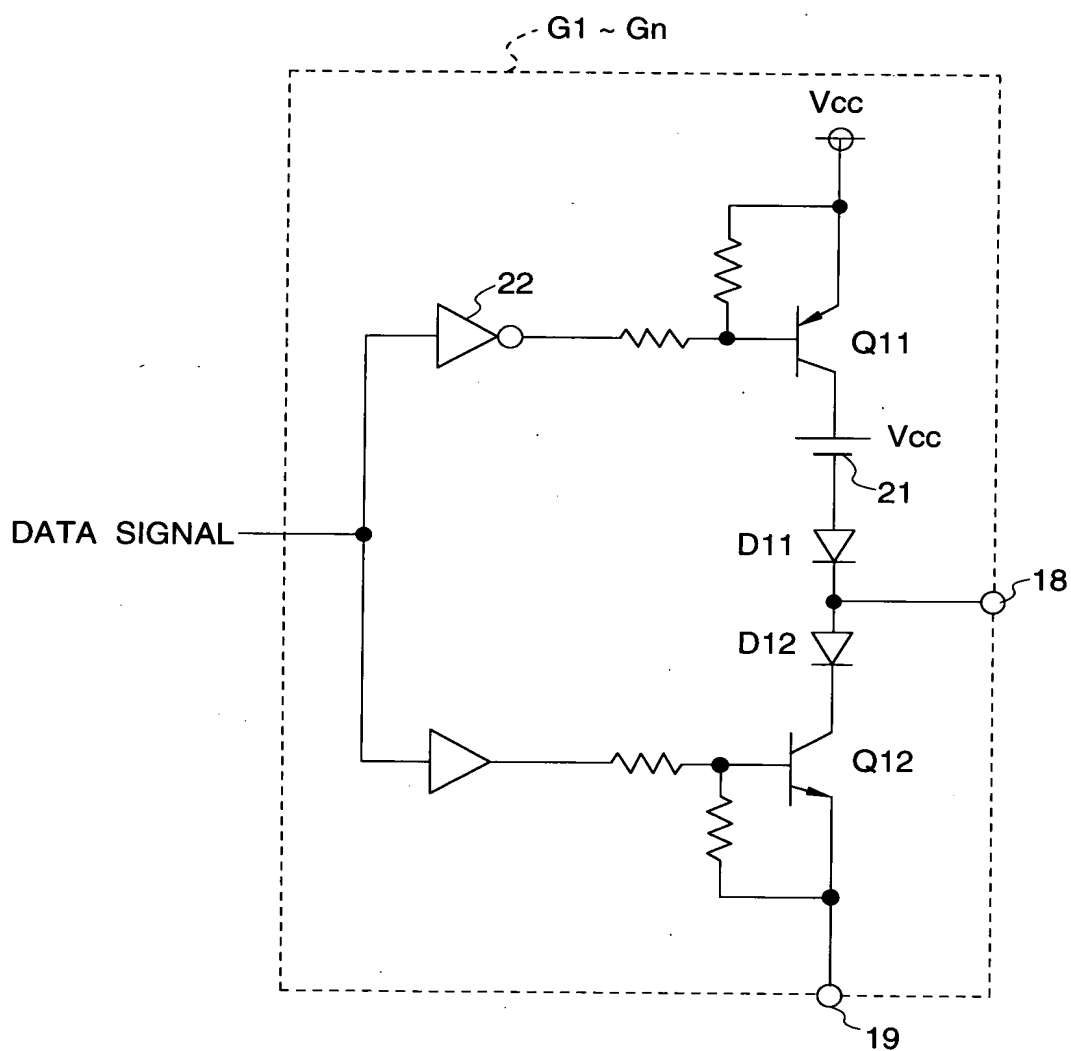 G1 ~ Gn
Vcc
22
Q11
Vcc
21
DATA SIGNAL
D11
18
D12
Q12
19